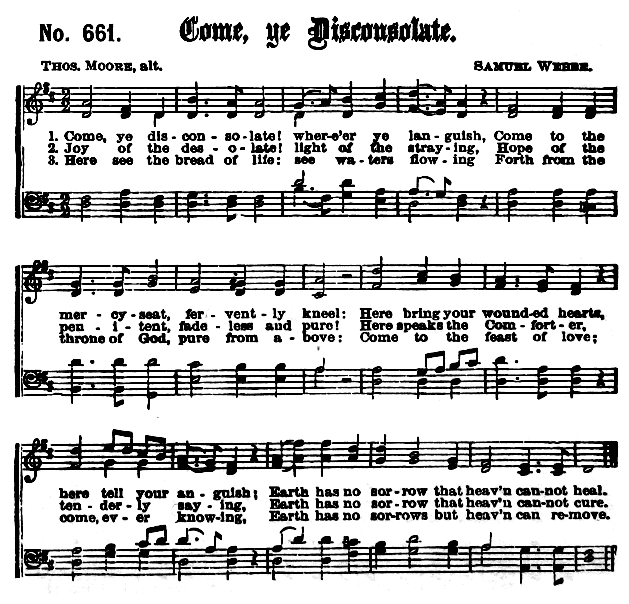 No. 661. Come, ye Disconsolate.
THOS. MOORE, alt. SAMUEL WEBBE.
1. Come, ye dis - con - so - late! wher-e'er ye lan - guish, Come to the
2. Joy of the des - o - late! light of the stray - ing, Hope of the
3. Here see the bread of life: see wa - ters flow - ing Forth from the
mer - cy - seat, fer - vent - ly kneel: Here bring your wound-ed hearts,
pen - i - tent, fade - less and pure! Here speaks the Com - fort - er,
throne of God, pure from a - bove: Come to the feast of love;
here tell your an - guish; Earth has no sor - row that heav'n can-not heal.
ten - der - ly say - ing, Earth has no sor - row that heav'n can-not cure.
come, ev - er know-ing, Earth has no sor - rows but heav'n can re-move.